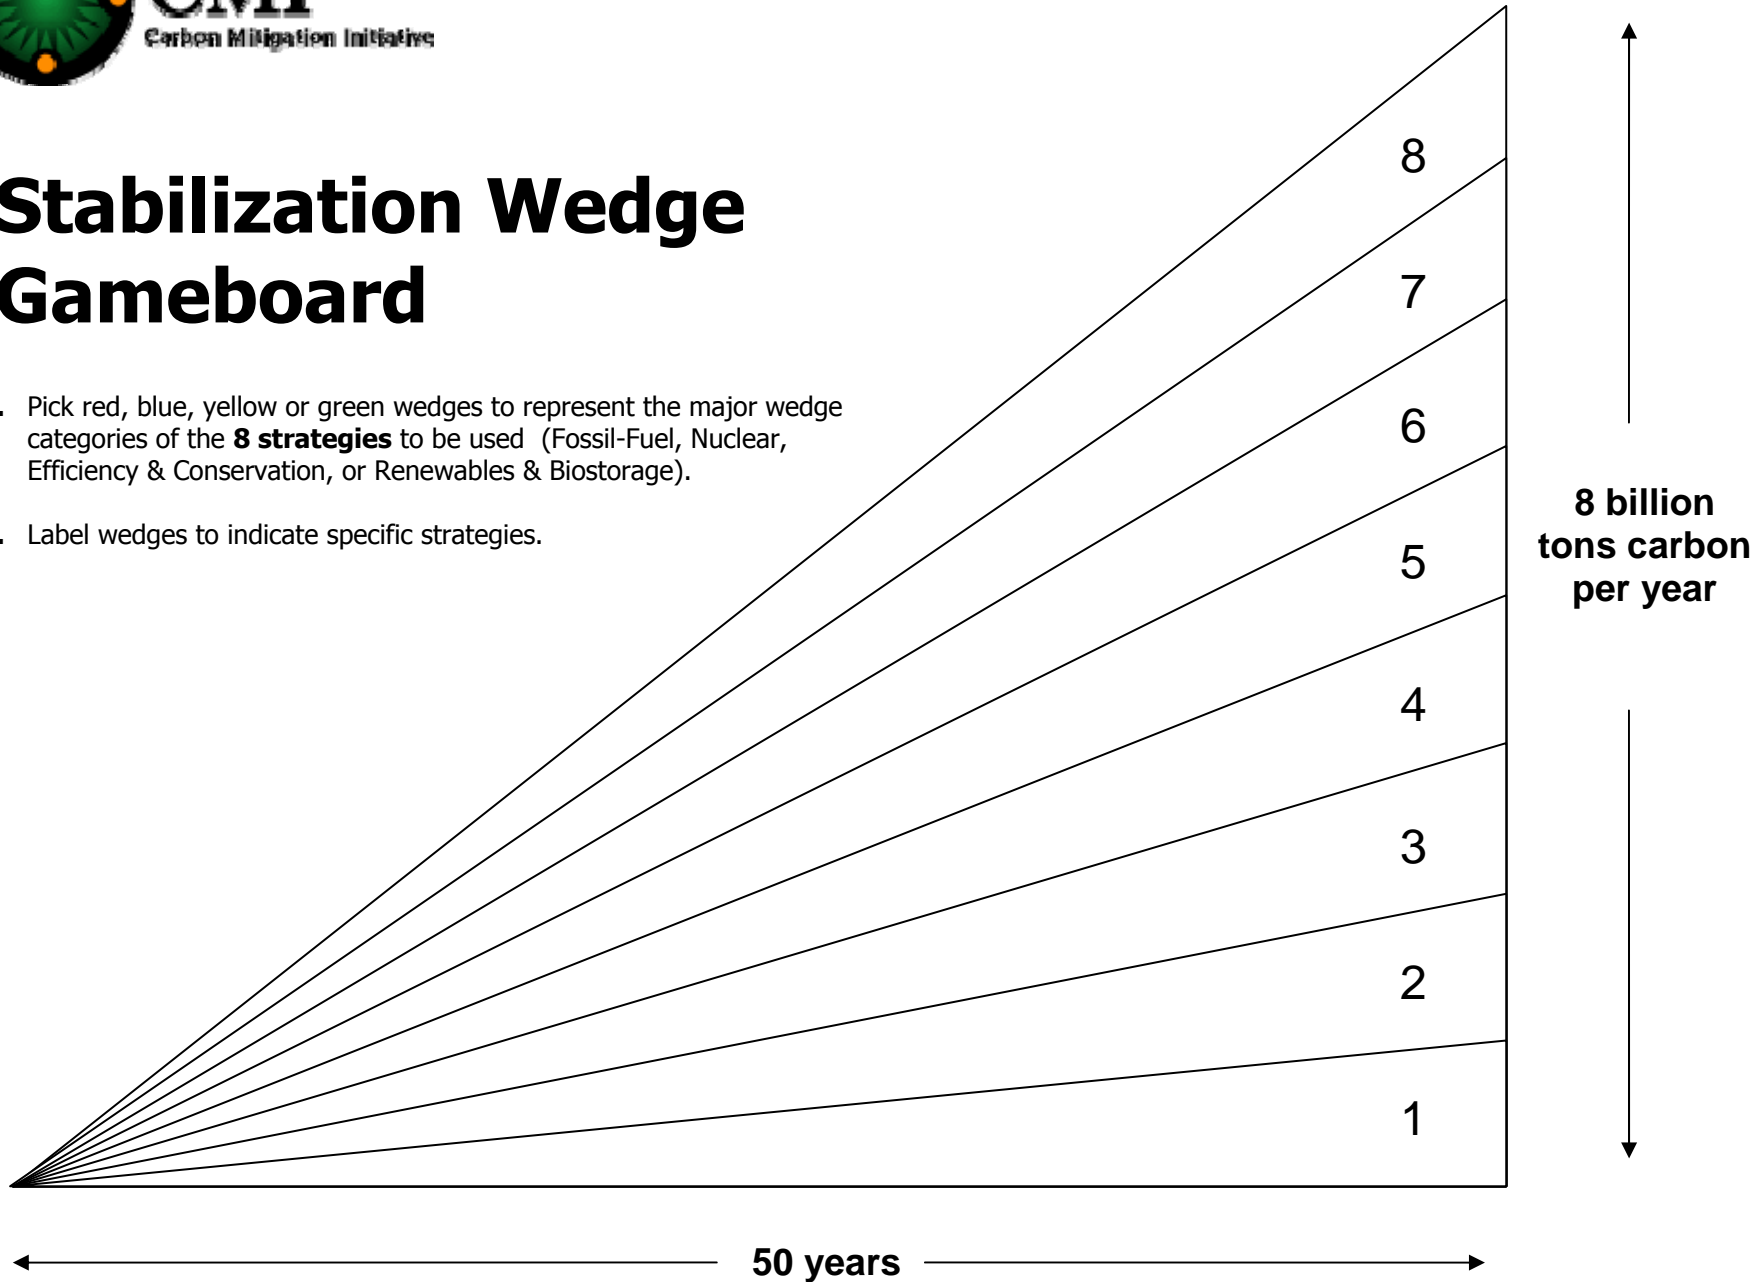 CMI
Carbon Mitigation Initiative
Stabilization Wedge
Gameboard
. Pick red, blue, yellow or green wedges to represent the major wedge
categories of the 8 strategies to be used (Fossil-Fuel, Nuclear,
Efficiency & Conservation, or Renewables & Biostorage).
. Label wedges to indicate specific strategies.
8
7
6
5
4
3
2
1
8 billion
tons carbon
per year
50 years